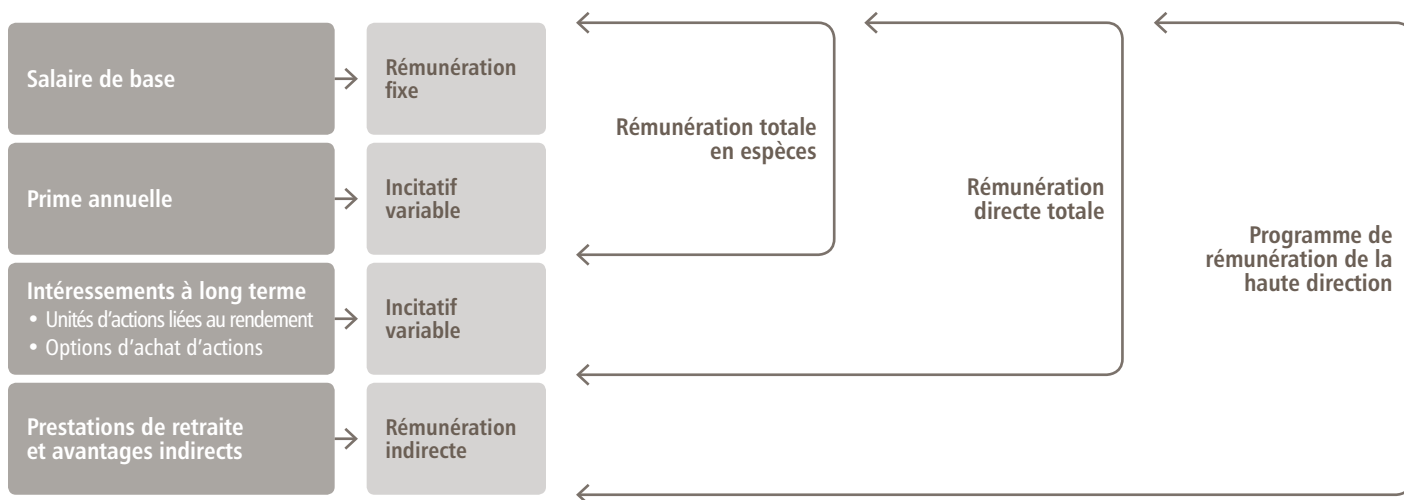 Salaire de base
Rémunération
fixe
Rémunération totale
en espèces
Prime annuelle
Incitatif
variable
Rémunération
directe totale
Programme de
rémunération de la
haute direction
Intéressements à long terme
• Unités d’actions liées au rendement
• Options d’achat d’actions
Incitatif
variable
Prestations de retraite
et avantages indirects
Rémunération
indirecte